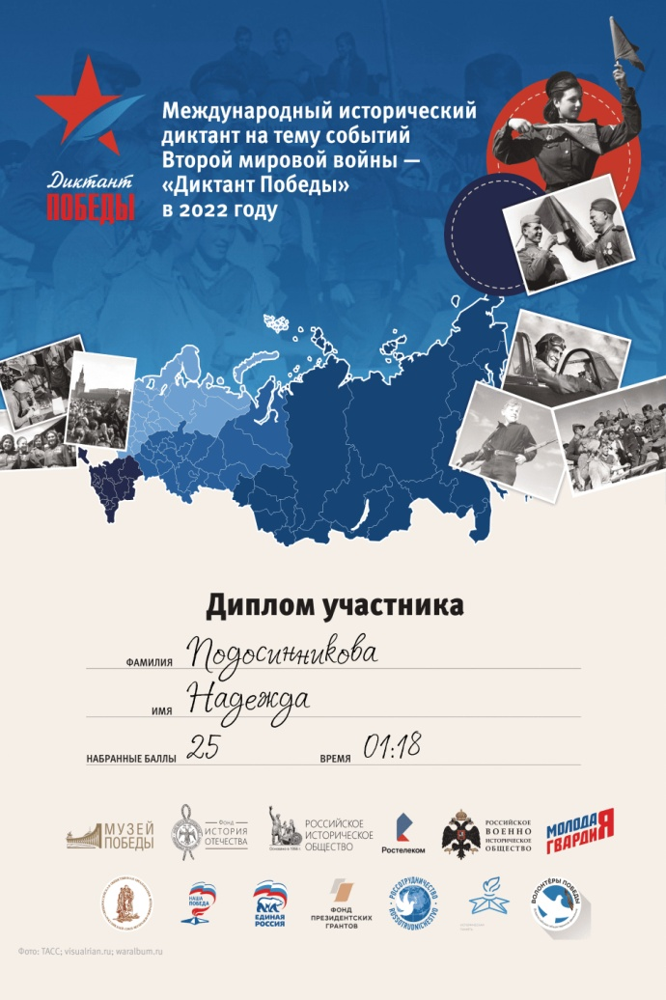 Международный исторический
диктант на тему событий
Второй мировой войны —
«Диктант Победы»
в 2022 году
Диктант
ПОБЕДЫ
Диплом участника
ФАМИЛИЯ Подосинникова
ИМЯ Надежда
НАБРАННЫЕ БАЛЛЫ 25 ВРЕМЯ 01:18
МУЗЕЙ
ПОБЕДЫ
Фонд
ИСТОРИЯ
ОТЕЧЕСТВА
РОССИЙСКОЕ
ИСТОРИЧЕСКОЕ
ОБЩЕСТВО
Ростелеком
РОССИЙСКОЕ
ВОЕННО
ИСТОРИЧЕСКОЕ
ОБЩЕСТВО
МОЛОДАЯ
ГВАРДИЯ
НАША
ПОБЕДА
ЕДИНАЯ
РОССИЯ
ФОНД
ПРЕЗИДЕНТСКИХ
ГРАНТОВ
РОССОТРУДНИЧЕСТВО
ROSSOTRUDNICHESTVO
ИСТОРИЧЕСКАЯ
ПАМЯТЬ
ВОЛОНТЁРЫ ПОБЕДЫ
Фото: ТАСС; visualrian.ru; waralbum.ru